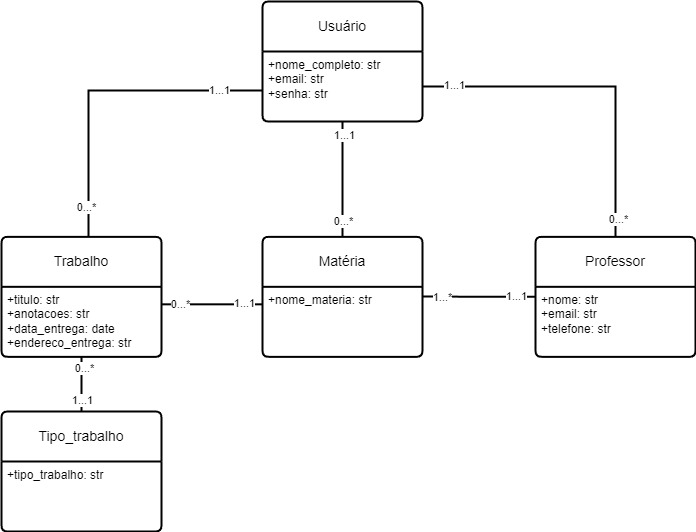 Usuário
+nome_completo: str
+email: str
+senha: str
1...1
1...1
1...1
0...*
0...*
0...*
Trabalho
+titulo: str
+anotacoes: str
+data_entrega: date
+endereco_entrega: str
0...*
1...1
Matéria
+nome_materia: str
1...*
1...1
Professor
+nome: str
+email: str
+telefone: str
0...*
1...1
Tipo_trabalho
+tipo_trabalho: str